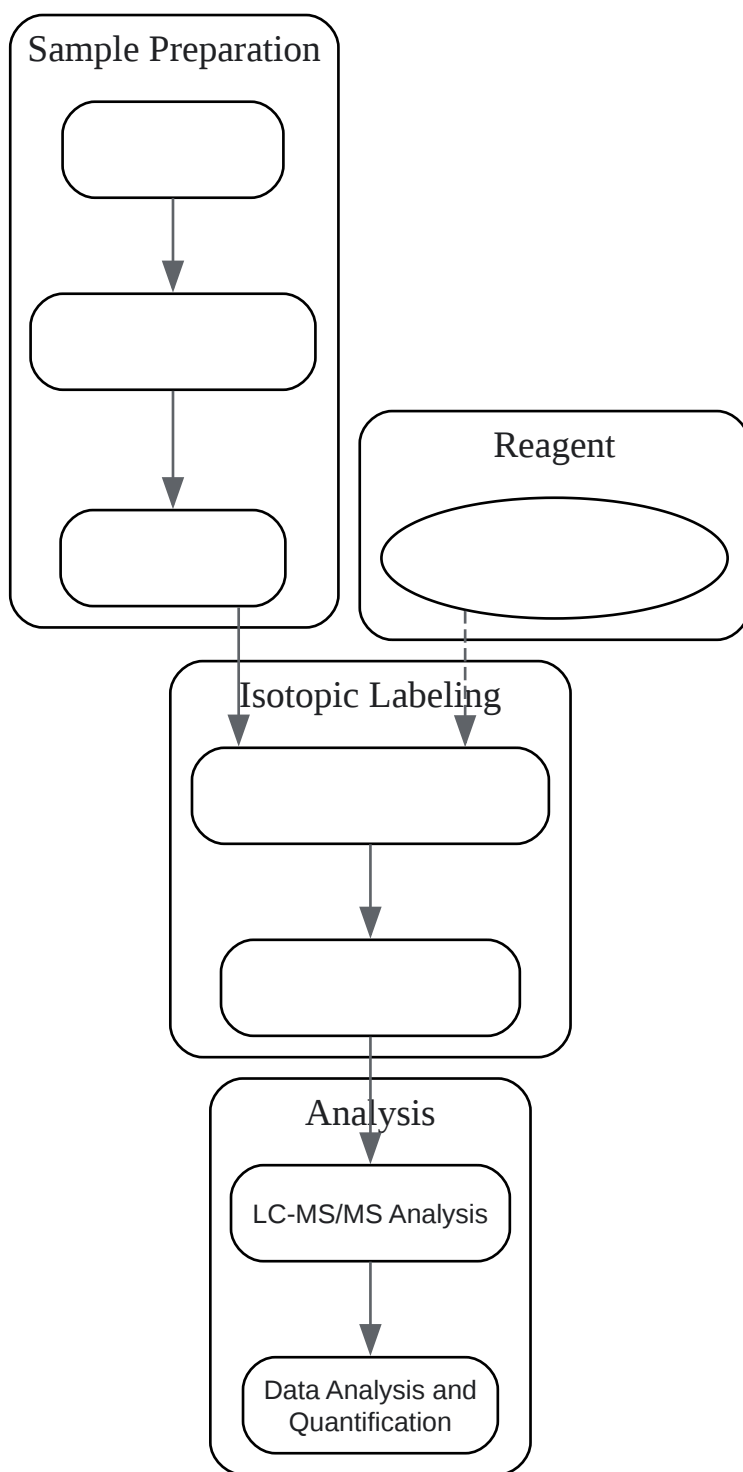 Sample Preparation
Reagent
Isotopic Labeling
Analysis
LC-MS/MS Analysis
Data Analysis and
Quantification